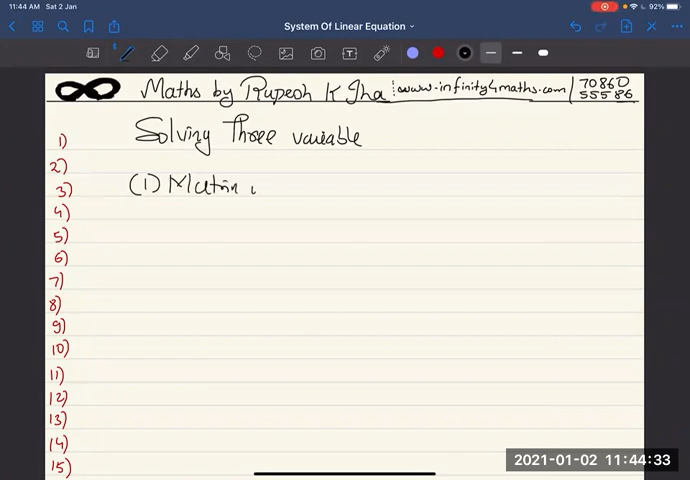 11:44 AM Sat 2 Jan 92%
System Of Linear Equation
Maths by Rupesh K Jha www.infinity4maths.com / 70860 55586
1) Solving Three variable
2)
3) (1) Matrix
4)
5)
6)
7)
8)
9)
10)
11)
12)
13)
14)
15)
2021-01-02 11:44:33